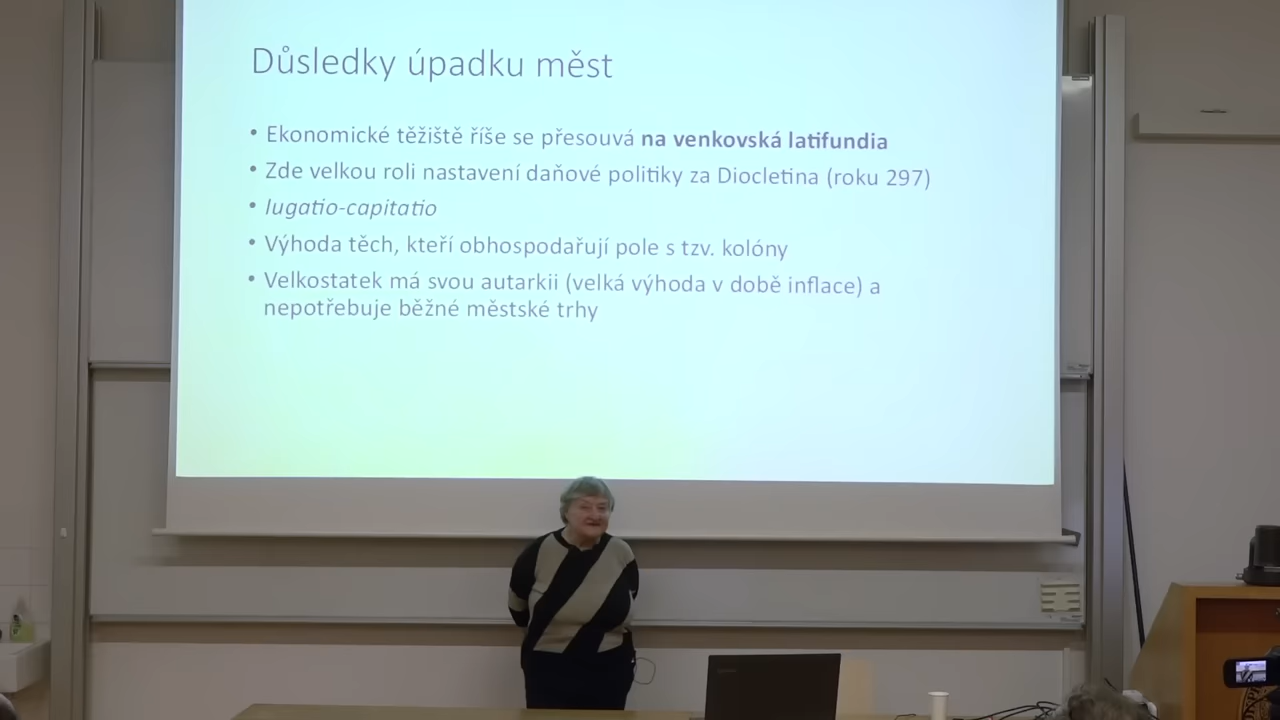 Důsledky úpadku měst
• Ekonomické těžiště říše se přesouvá na venkovská latifundia
• Zde velkou roli nastavení daňové politiky za Diocletina (roku 297)
• Iugatio-capitatio
• Výhoda těch, kteří obhospodařují pole s tzv. kolóny
• Velkostatek má svou autarkii (velká výhoda v době inflace) a
nepotřebuje běžné městské trhy